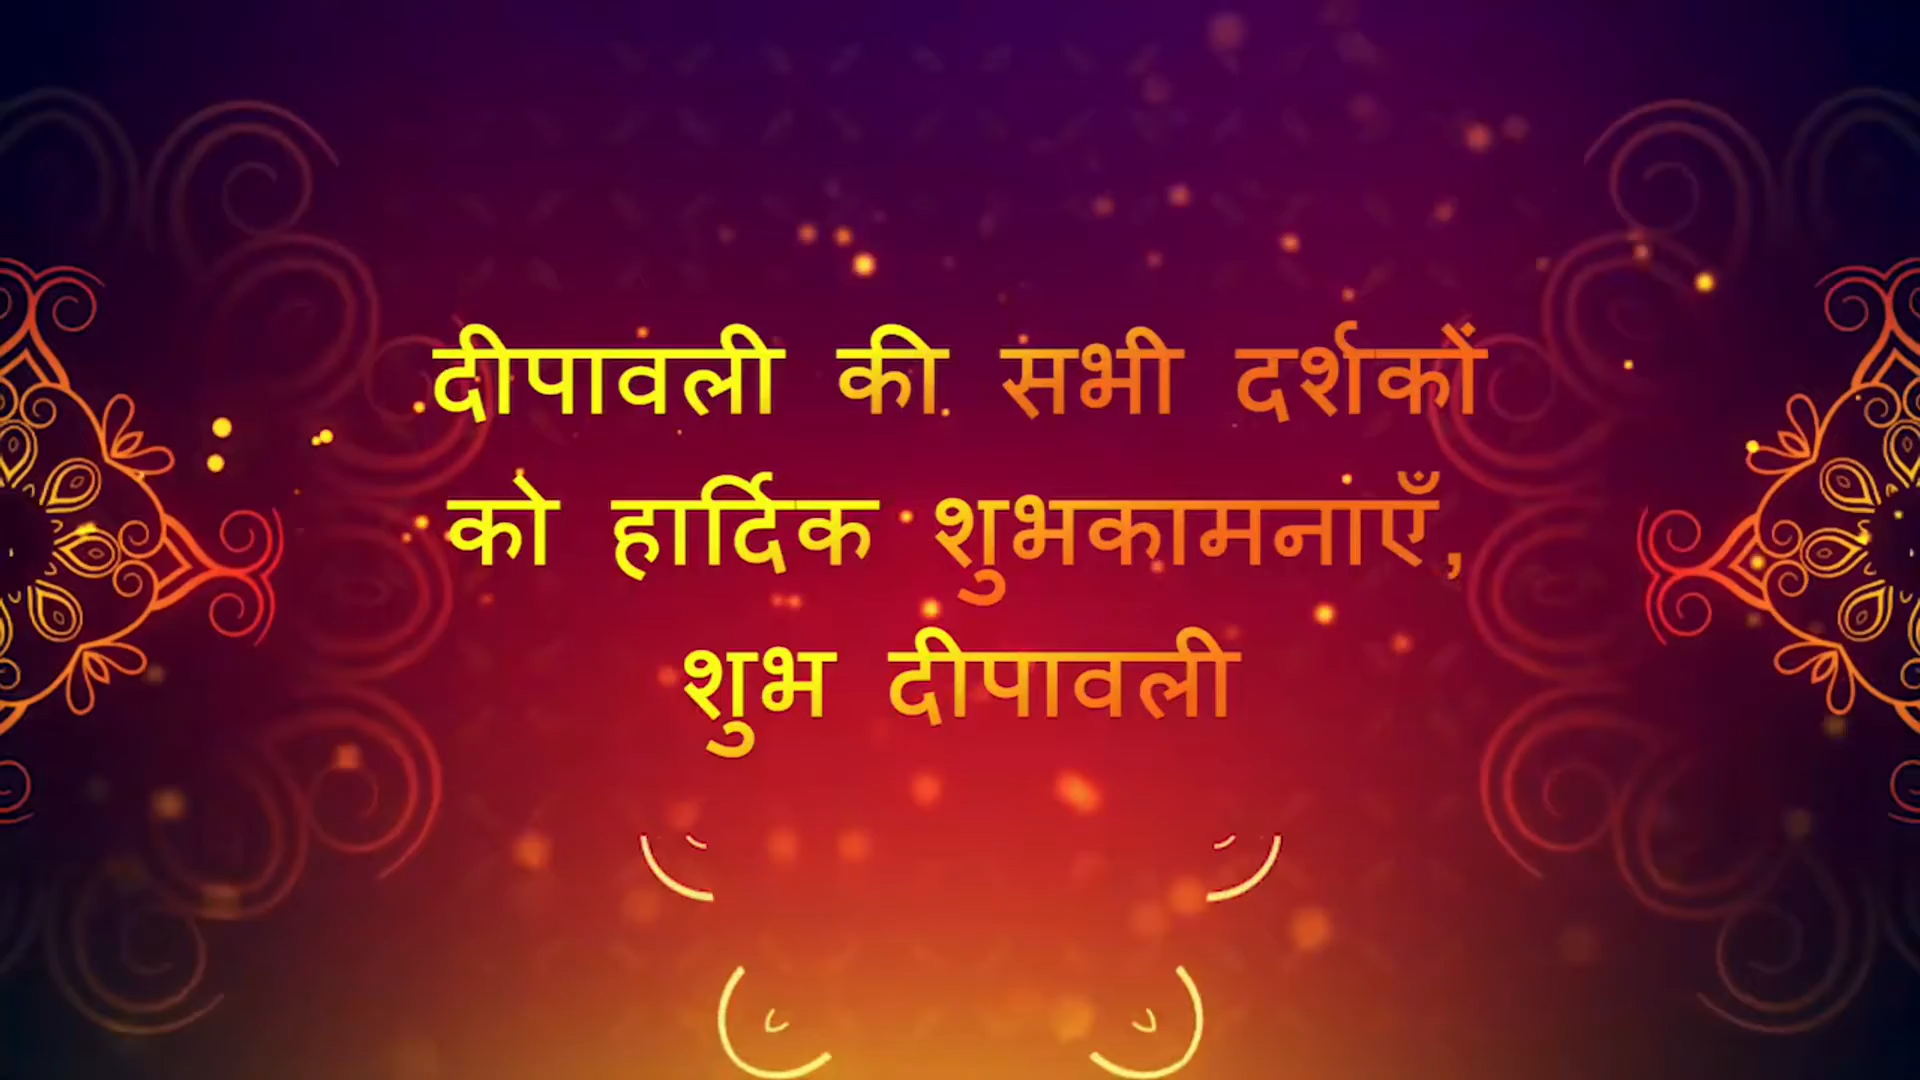 दीपावली की सभी दर्शकों
को हार्दिक शुभकामनाएँ,
शुभ दीपावली